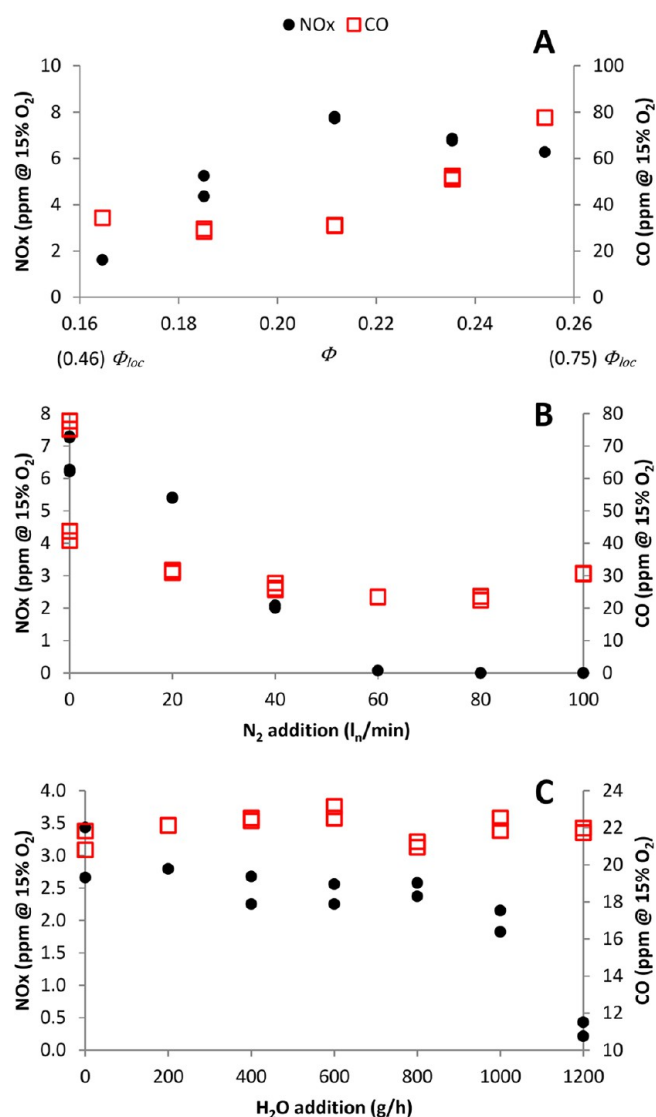 NOx CO
A
10 100
8 80
6 60
4 40
2 20
0 0
NOx (ppm @ 15% O₂)
CO (ppm @ 15% O₂)
0.16 0.18 0.20 0.22 0.24 0.26
(0.46) Φloc Φ (0.75) Φloc
B
8 80
7 70
6 60
5 50
4 40
3 30
2 20
1 10
0 0
NOx (ppm @ 15% O₂)
CO (ppm @ 15% O₂)
0 20 40 60 80 100
N₂ addition (lₙ/min)
C
4.0 24
3.5 22
3.0 20
2.5 18
2.0 16
1.5 14
1.0 12
0.5 10
0.0
NOx (ppm @ 15% O₂)
CO (ppm @ 15% O₂)
0 200 400 600 800 1000 1200
H₂O addition (g/h)